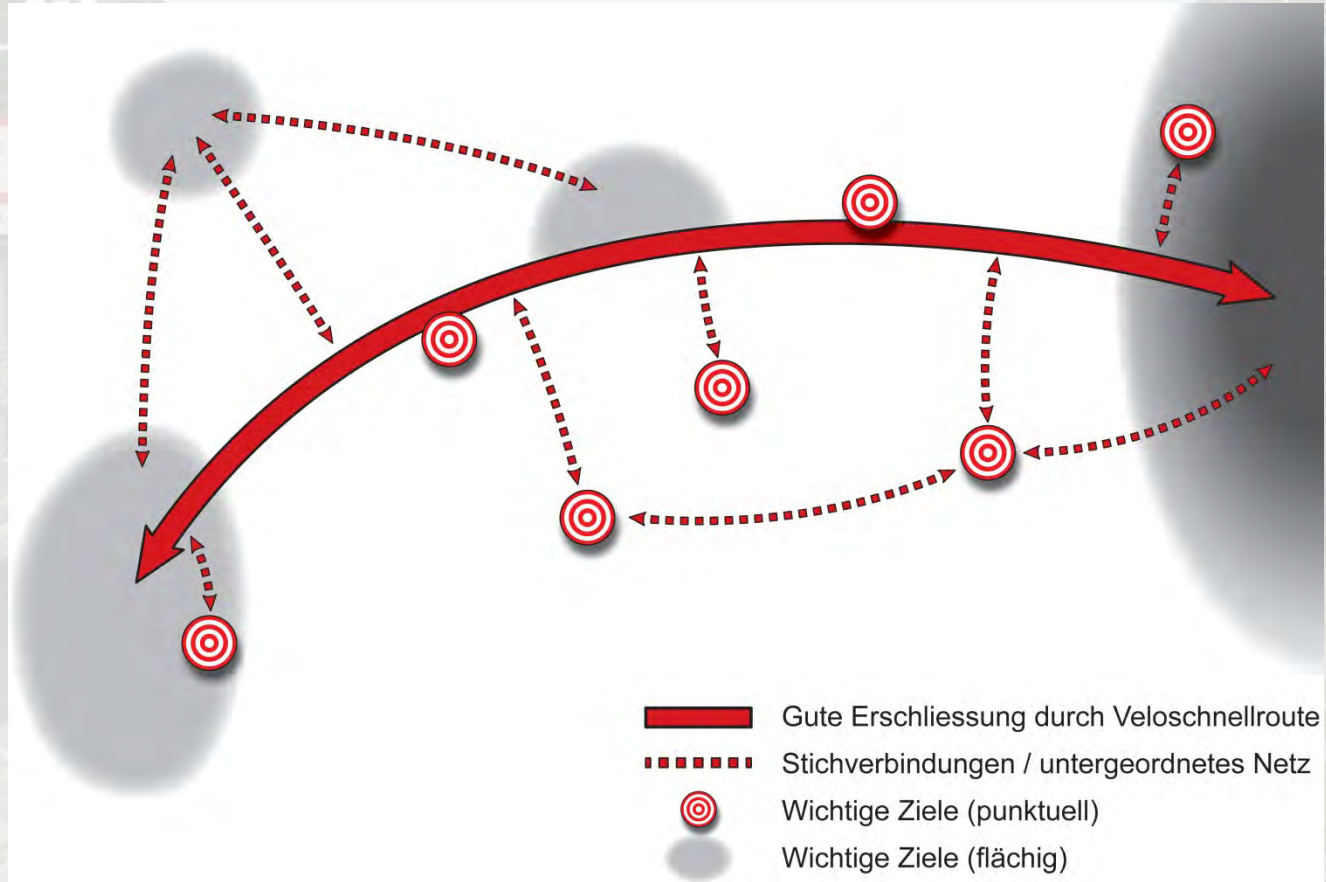 Gute Erschliessung durch Veloschnellroute
Stichverbindungen / untergeordnetes Netz
Wichtige Ziele (punktuell)
Wichtige Ziele (flächig)